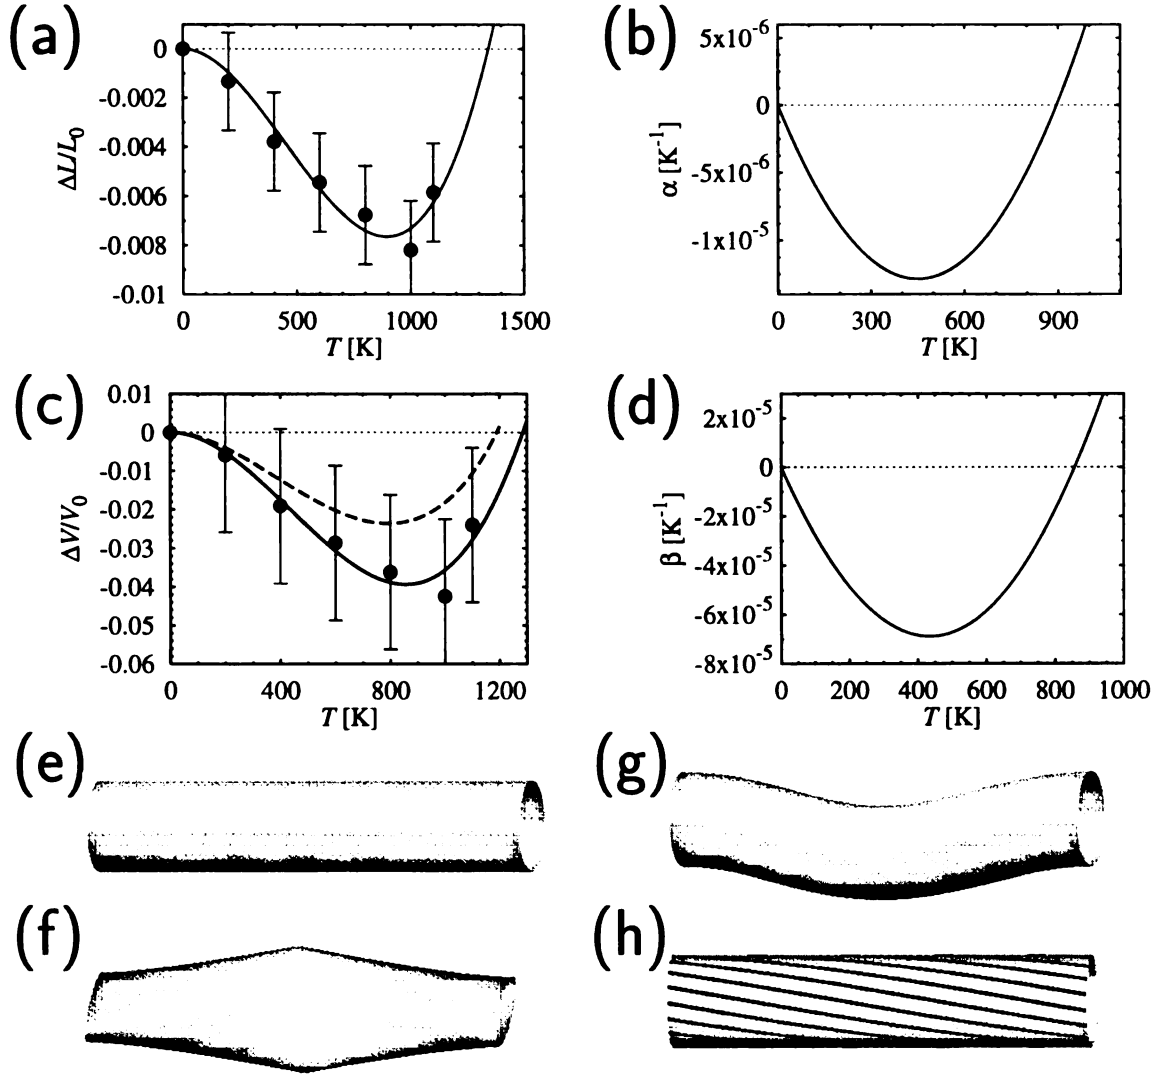 (a)
0
-0.002
-0.004
-0.006
-0.008
-0.01
ΔL/L₀
0 500 1000 1500
T [K]
(b)
5x10⁻⁶
0
-5x10⁻⁶
-1x10⁻⁵
α [K⁻¹]
0 300 600 900
T [K]
(c)
0.01
0
-0.01
-0.02
-0.03
-0.04
-0.05
-0.06
ΔV/V₀
0 400 800 1200
T [K]
(d)
2x10⁻⁵
0
-2x10⁻⁵
-4x10⁻⁵
-6x10⁻⁵
-8x10⁻⁵
β [K⁻¹]
0 200 400 600 800 1000
T [K]
(e)
(g)
(f)
(h)